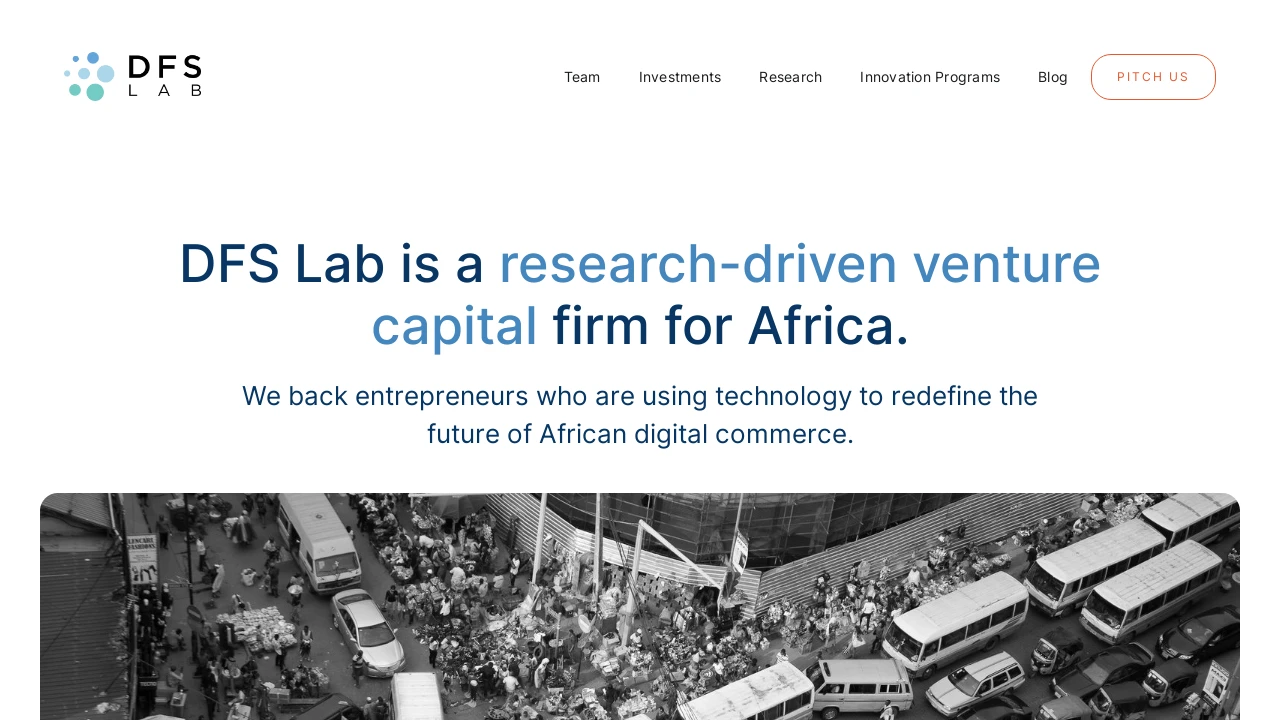 DFS
LAB
Team
Investments
Research
Innovation Programs
Blog
PITCH US
DFS Lab is a research-driven venture
capital firm for Africa.
We back entrepreneurs who are using technology to redefine the
future of African digital commerce.